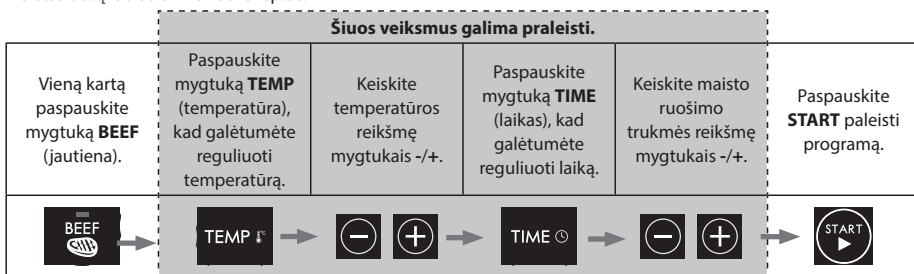 Šiuos veiksmus galima praleisti.
Vieną kartą
paspauskite
mygtuką BEEF
(jautiena).
Paspauskite
mygtuką TEMP
(temperatūra),
kad galėtumėte
reguliuoti
temperatūrą.
Keiskite
temperatūros
reikšmę
mygtukais -/+.
Paspauskite
mygtuką TIME
(laikas), kad
galėtumėte
reguliuoti laiką.
Keiskite maisto
ruošimo
trukmės reikšmę
mygtukais -/+.
Paspauskite
START paleisti
programą.
BEEF
TEMP
TIME
START